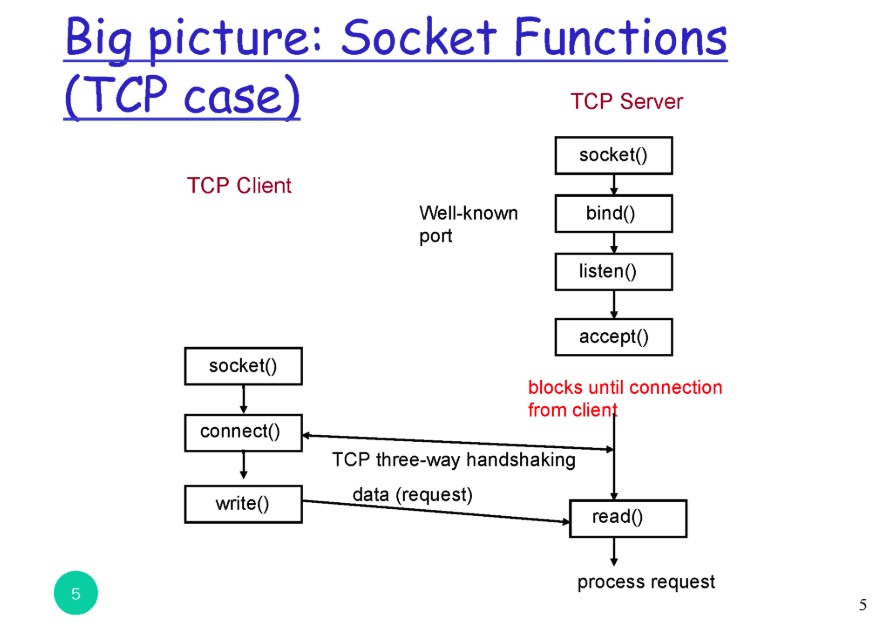 Big picture: Socket Functions
(TCP case)
TCP Server
socket()
TCP Client
Well-known
port
bind()
listen()
accept()
socket()
blocks until connection
from client
connect()
TCP three-way handshaking
write()
data (request)
read()
process request
5
5